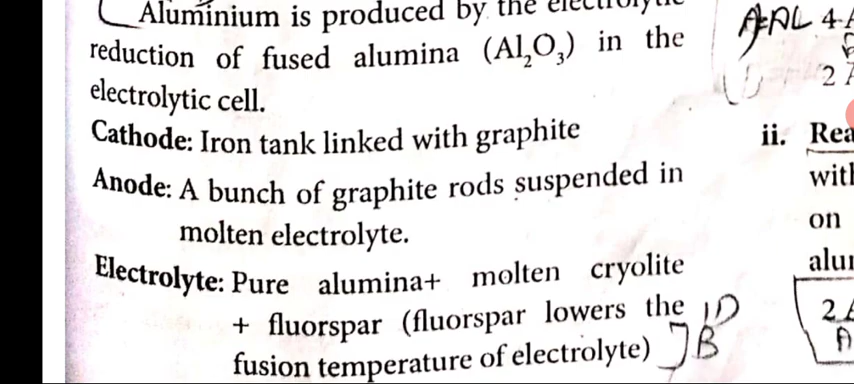 Aluminium is produced by the electrolytic
reduction of fused alumina (Al₂O₃) in the
electrolytic cell.
Cathode: Iron tank linked with graphite
Anode: A bunch of graphite rods suspended in
molten electrolyte.
Electrolyte: Pure alumina+ molten cryolite
+ fluorspar (fluorspar lowers the
fusion temperature of electrolyte)
ii. Rea
with
on
alum